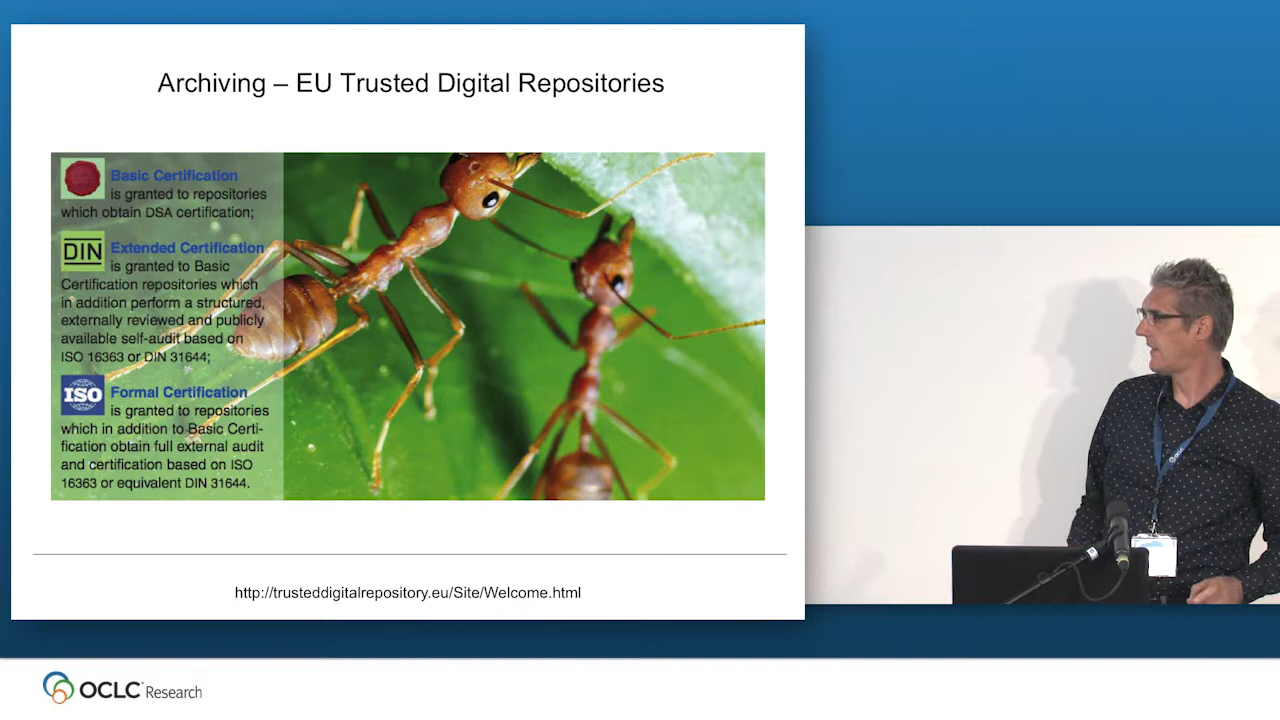 Archiving – EU Trusted Digital Repositories
Basic Certification
is granted to repositories
which obtain DSA certification;
DIN
Extended Certification
is granted to Basic
Certification repositories which
in addition perform a structured,
externally reviewed and publicly
available self-audit based on
ISO 16363 or DIN 31644;
ISO
Formal Certification
is granted to repositories
which in addition to Basic Certi-
fication obtain full external audit
and certification based on ISO
16363 or equivalent DIN 31644.
http://trusteddigitalrepository.eu/Site/Welcome.html
OCLC Research